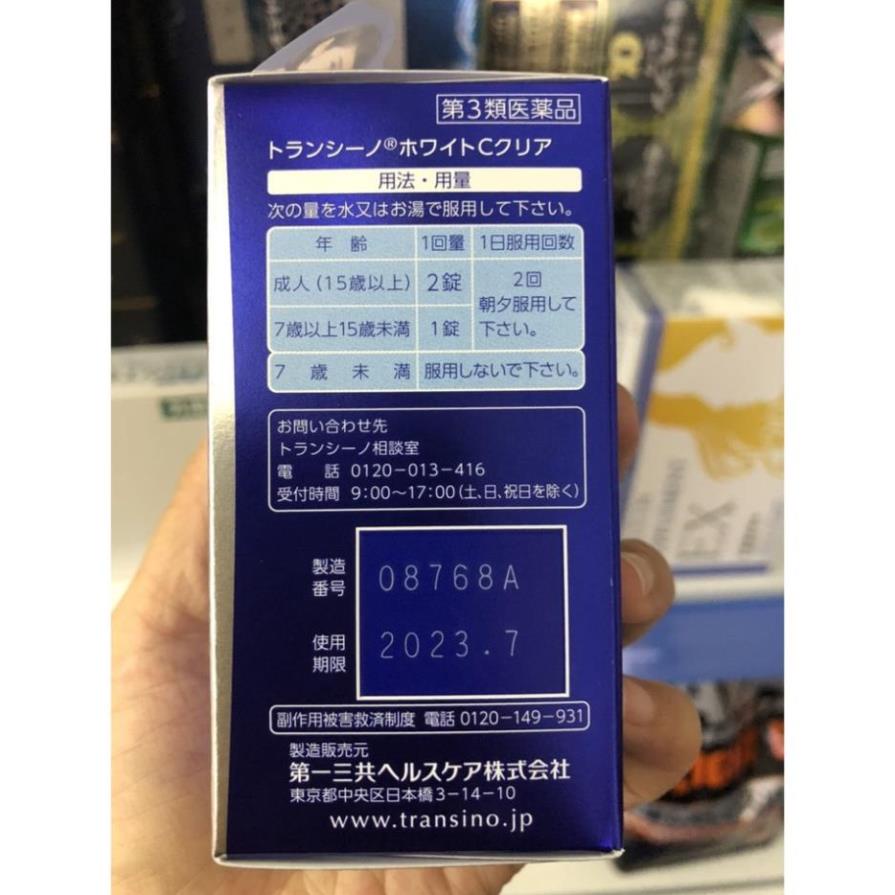 第3類医薬品
トランシーノ®ホワイトCクリア
用法・用量
次の量を水又はお湯で服用して下さい。
年 齢 1回量 1日服用回数
成人(15歳以上) 2錠 2回
朝夕服用して
7歳以上15歳未満 1錠 下さい。
7 歳 未 満 服用しないで下さい。
お問い合わせ先
トランシーノ相談室
電 話 0120-013-416
受付時間 9:00~17:00(土、日、祝日を除く)
製造
番号 08768A
使用
期限 2023.7
副作用被害救済制度 電話 0120-149-931
製造販売元
第一三共ヘルスケア株式会社
東京都中央区日本橋3-14-10
www.transino.jp
EX